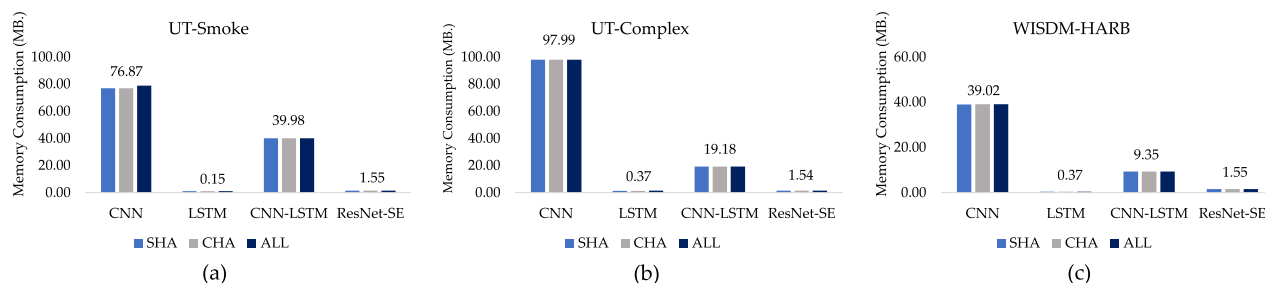 UT-Smoke
Memory Consumption (MB.)
100.00
80.00
60.00
40.00
20.00
0.00
76.87
0.15
39.98
1.55
CNN LSTM CNN-LSTM ResNet-SE
SHA CHA ALL
(a)
UT-Complex
Memory Consumption (MB.)
100.00
80.00
60.00
40.00
20.00
0.00
97.99
0.37
19.18
1.54
CNN LSTM CNN-LSTM ResNet-SE
SHA CHA ALL
(b)
WISDM-HARB
Memory Consumption (MB.)
60.00
40.00
20.00
0.00
39.02
0.37
9.35
1.55
CNN LSTM CNN-LSTM ResNet-SE
SHA CHA ALL
(c)